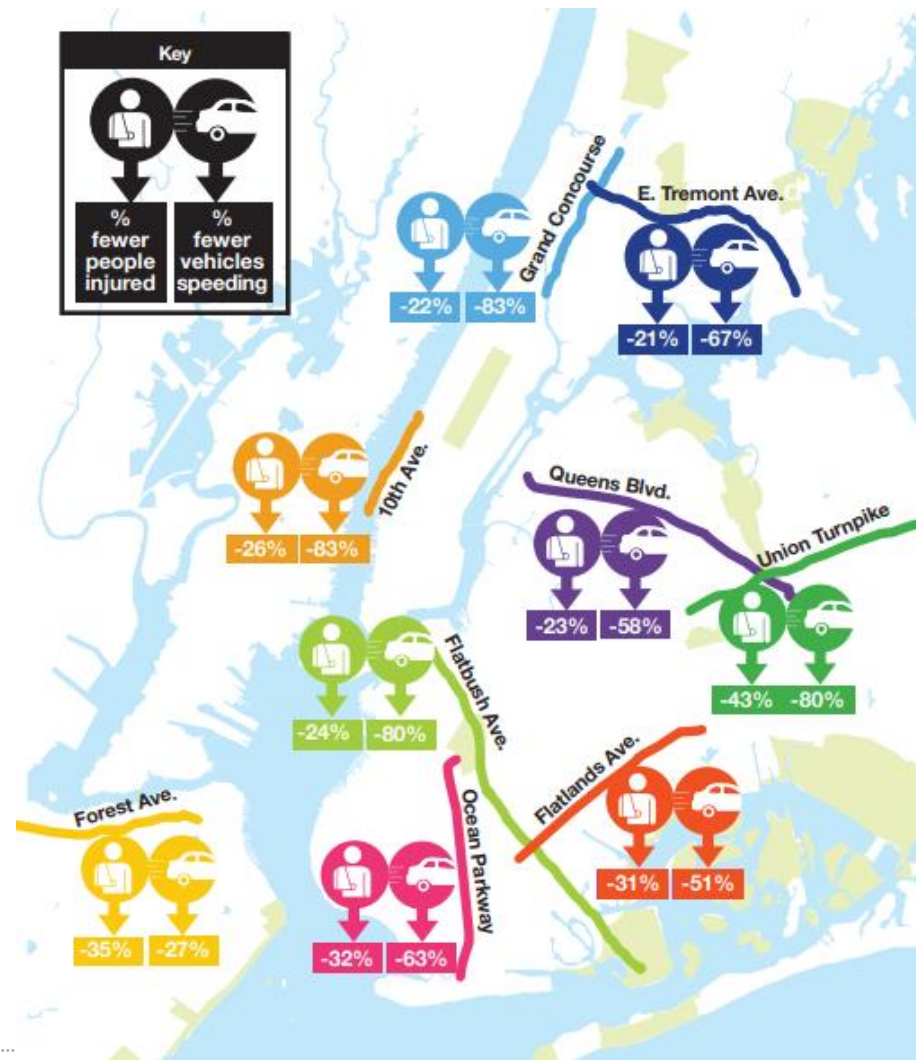 Key
%
fewer
people
injured
%
fewer
vehicles
speeding
Grand Concourse
-22% -83%
E. Tremont Ave.
-21% -67%
10th Ave.
-26% -83%
Queens Blvd.
-23% -58%
Union Turnpike
-43% -80%
Flatbush Ave.
-24% -80%
Flatlands Ave.
-31% -51%
Forest Ave.
-35% -27%
Ocean Parkway
-32% -63%
...